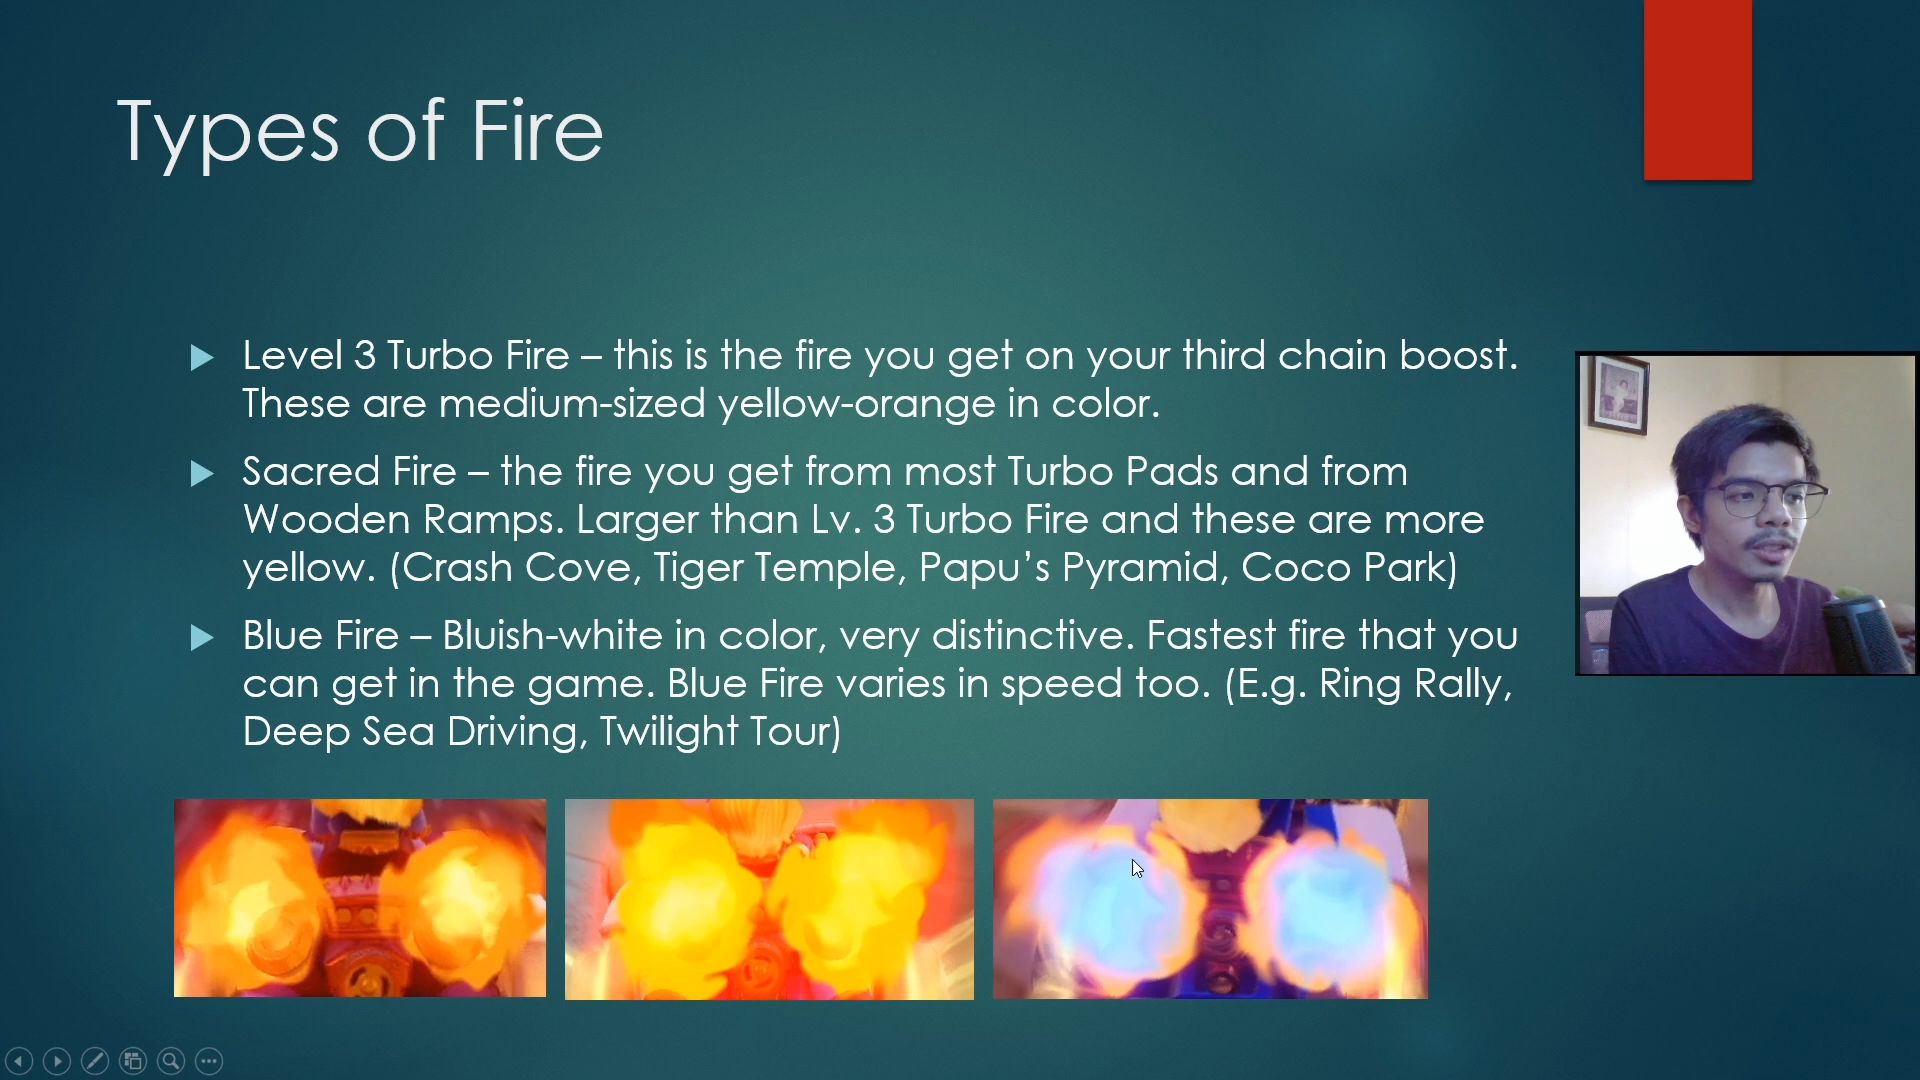 Types of Fire
Level 3 Turbo Fire – this is the fire you get on your third chain boost.
These are medium-sized yellow-orange in color.
Sacred Fire – the fire you get from most Turbo Pads and from
Wooden Ramps. Larger than Lv. 3 Turbo Fire and these are more
yellow. (Crash Cove, Tiger Temple, Papu’s Pyramid, Coco Park)
Blue Fire – Bluish-white in color, very distinctive. Fastest fire that you
can get in the game. Blue Fire varies in speed too. (E.g. Ring Rally,
Deep Sea Driving, Twilight Tour)